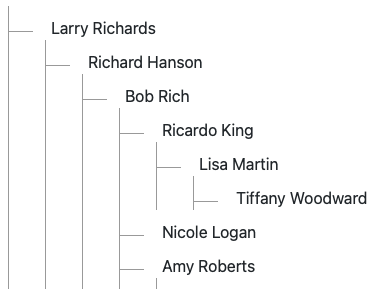 Larry Richards
Richard Hanson
Bob Rich
Ricardo King
Lisa Martin
Tiffany Woodward
Nicole Logan
Amy Roberts